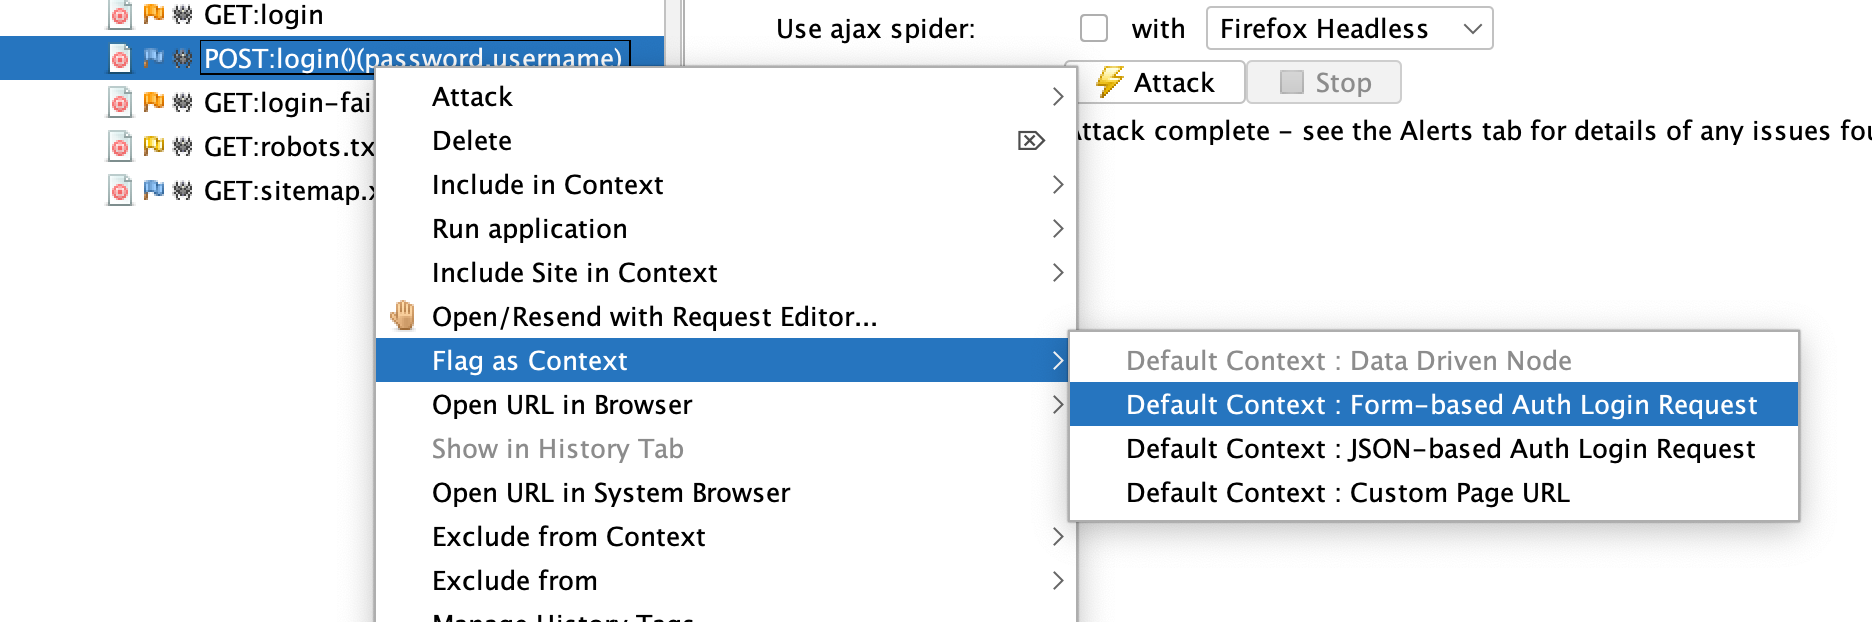 GET:login
POST:login()(password,username)
GET:login-fai
GET:robots.tx
GET:sitemap.x
Use ajax spider:
with
Firefox Headless
Attack
Stop
Attack complete - see the Alerts tab for details of any issues fou
Attack
Delete
Include in Context
Run application
Include Site in Context
Open/Resend with Request Editor...
Flag as Context
Open URL in Browser
Show in History Tab
Open URL in System Browser
Exclude from Context
Exclude from
Manage History Tags
Default Context : Data Driven Node
Default Context : Form-based Auth Login Request
Default Context : JSON-based Auth Login Request
Default Context : Custom Page URL